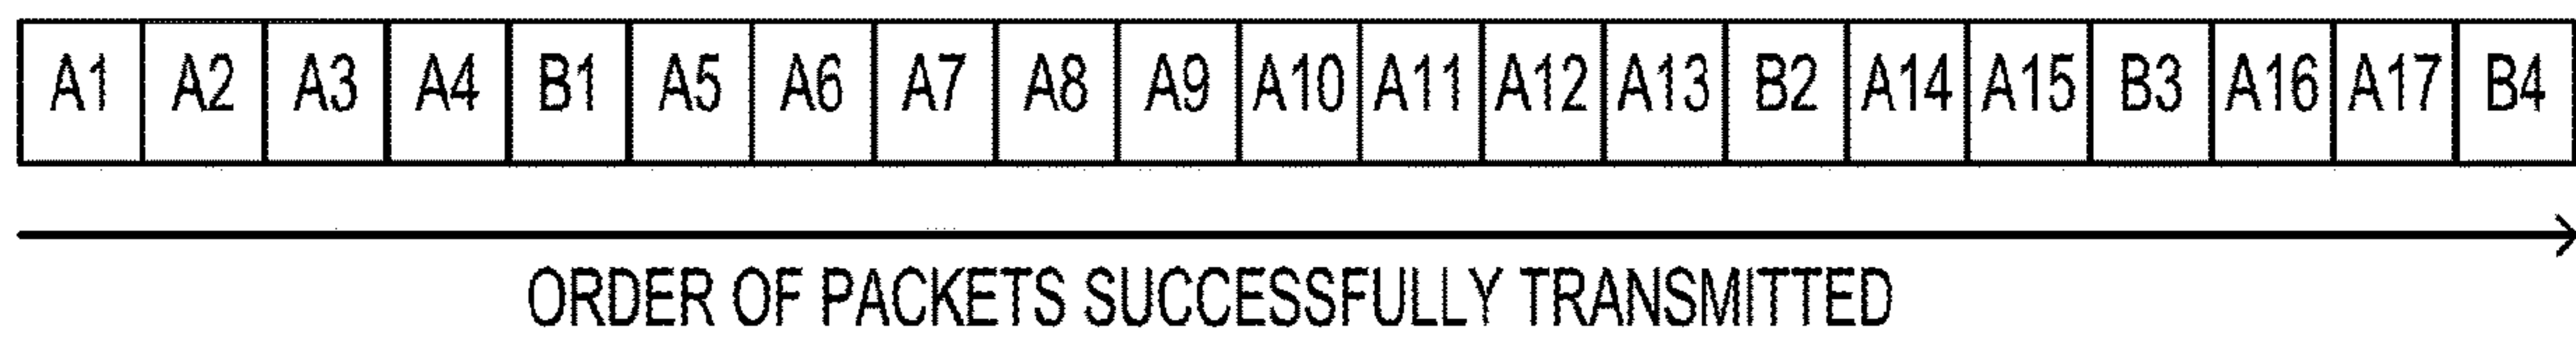 A1 A2 A3 A4 B1 A5 A6 A7 A8 A9 A10 A11 A12 A13 B2 A14 A15 B3 A16 A17 B4
ORDER OF PACKETS SUCCESSFULLY TRANSMITTED